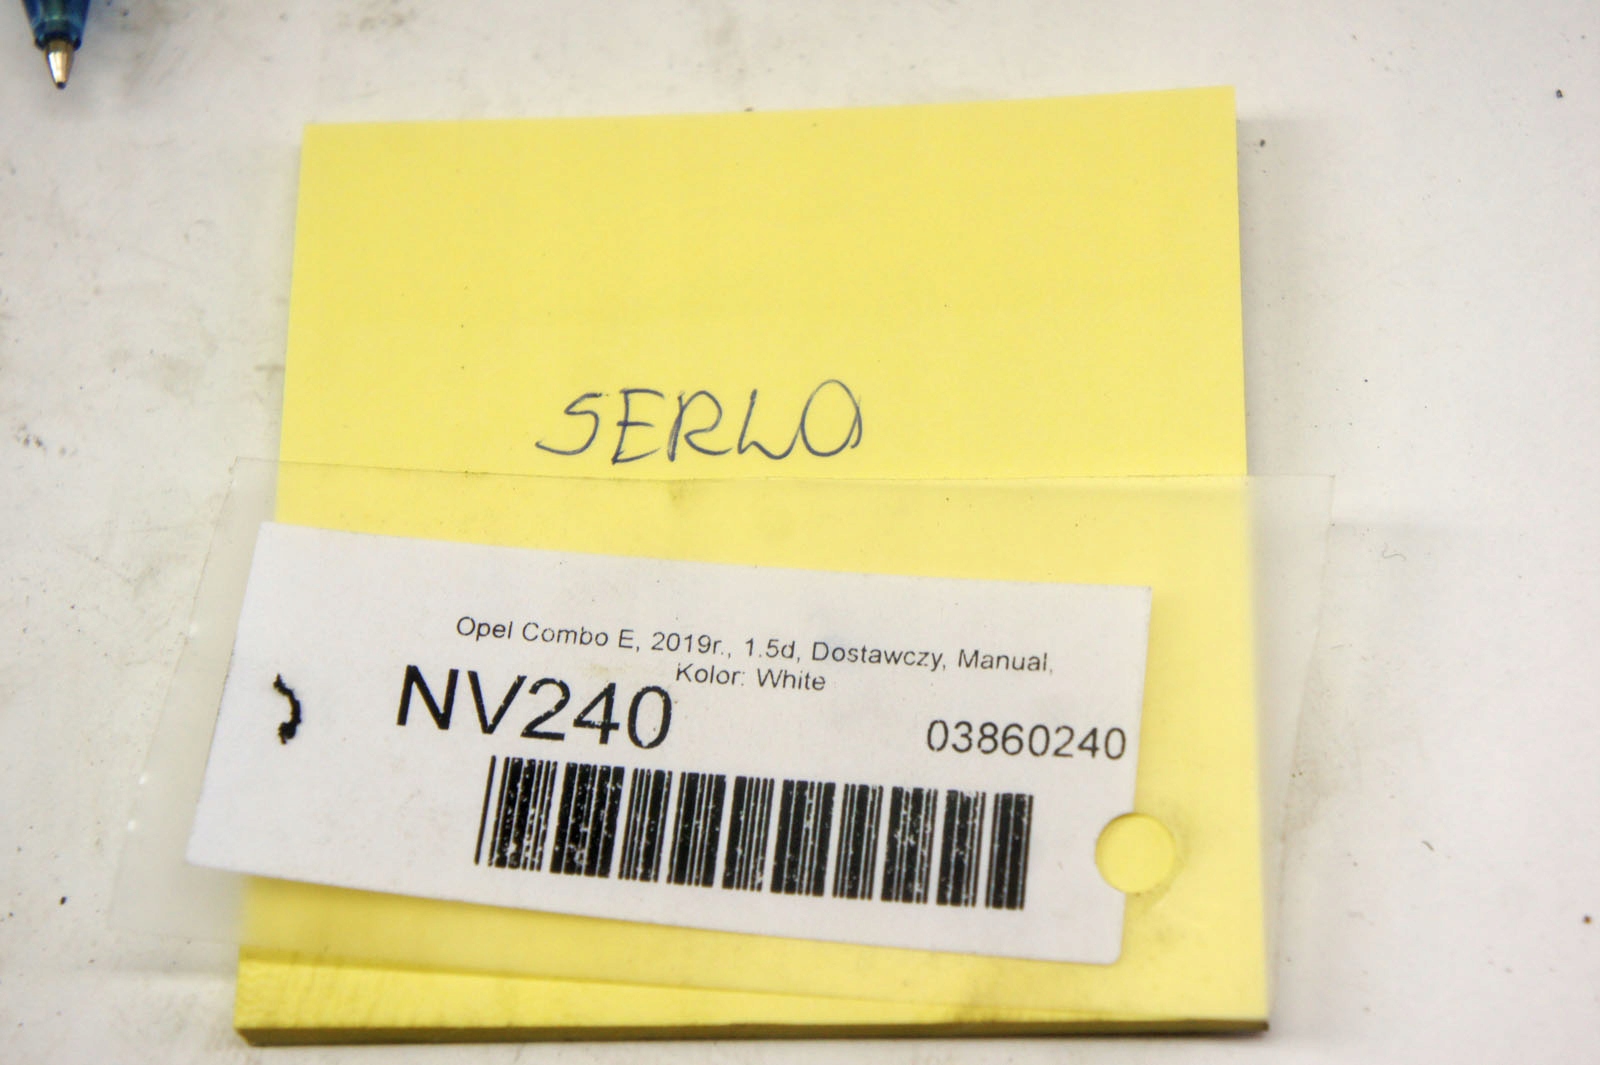 SERWO
Opel Combo E, 2019r., 1.5d, Dostawczy, Manual,
Kolor: White
NV240
03860240